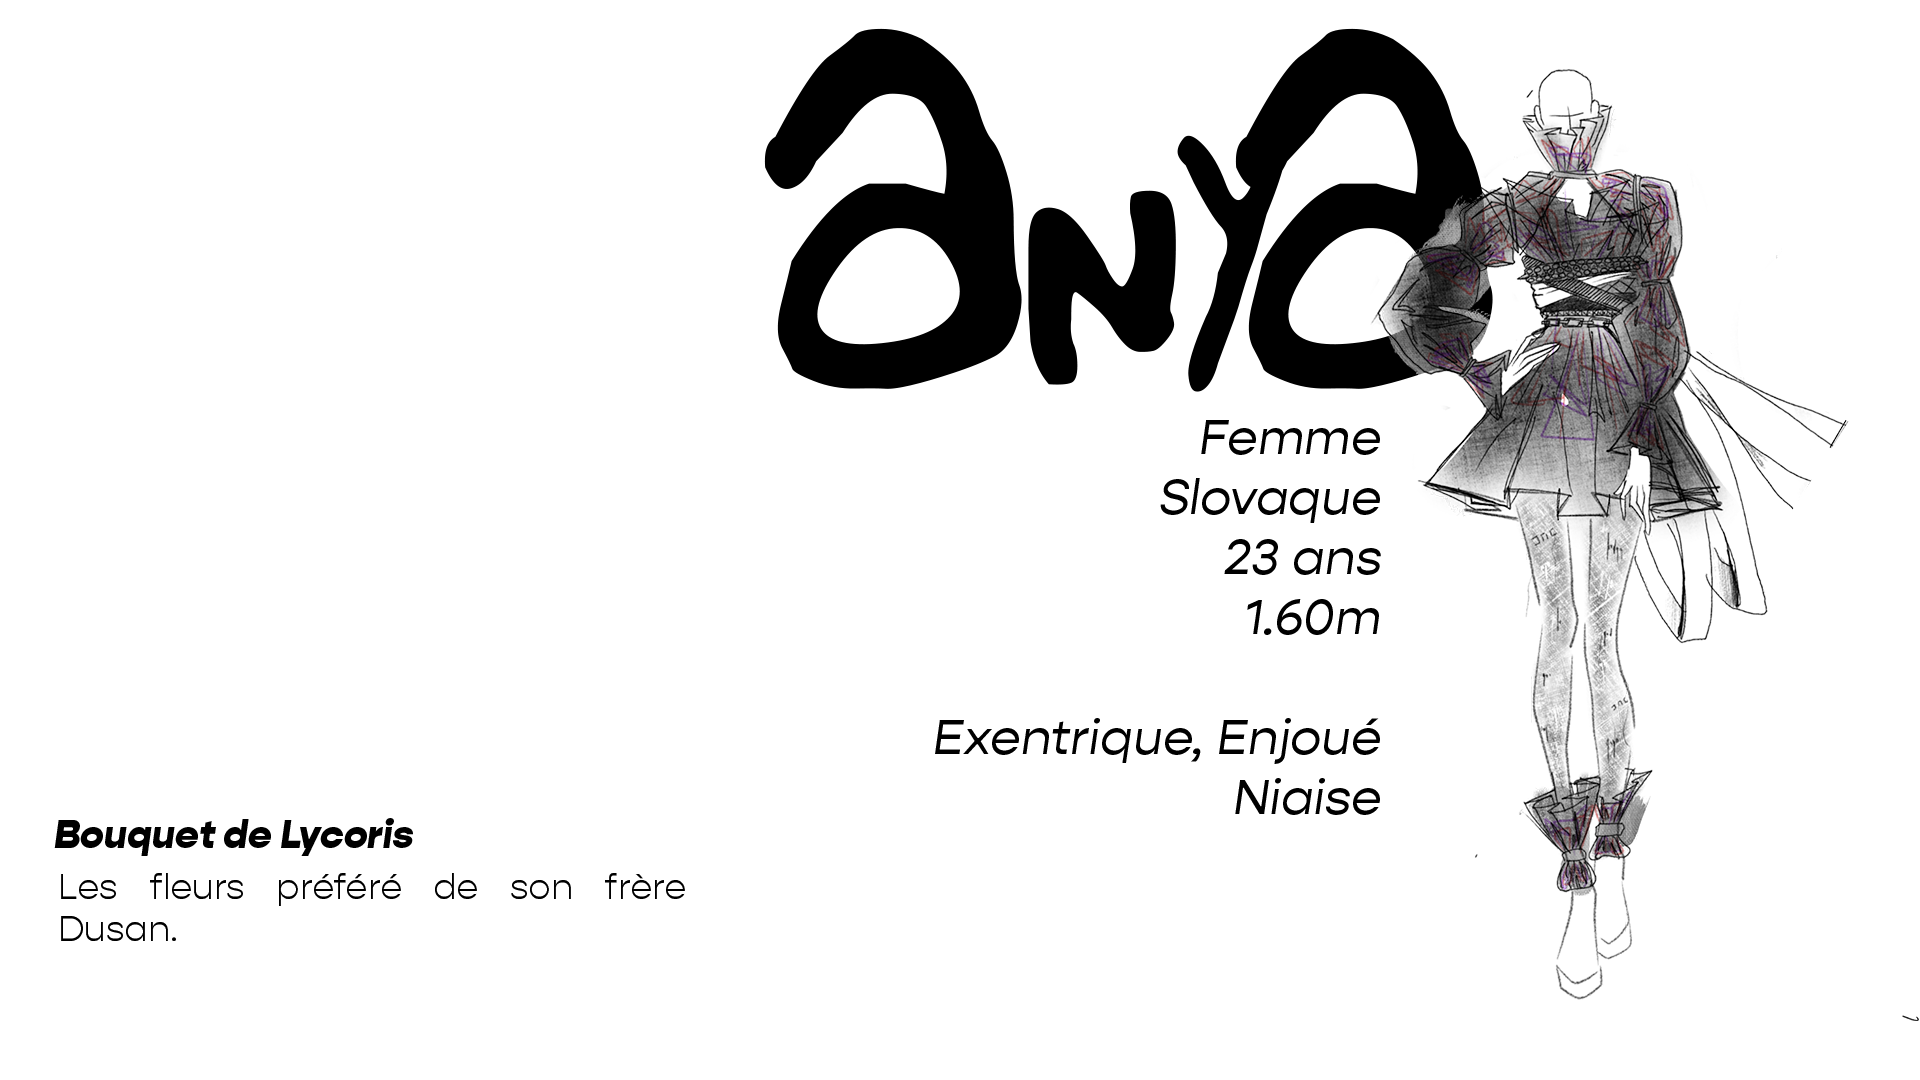 anya
Femme
Slovaque
23 ans
1.60m
Exentrique, Enjoué
Niaise
Bouquet de Lycoris
Les fleurs préféré de son frère
Dusan.